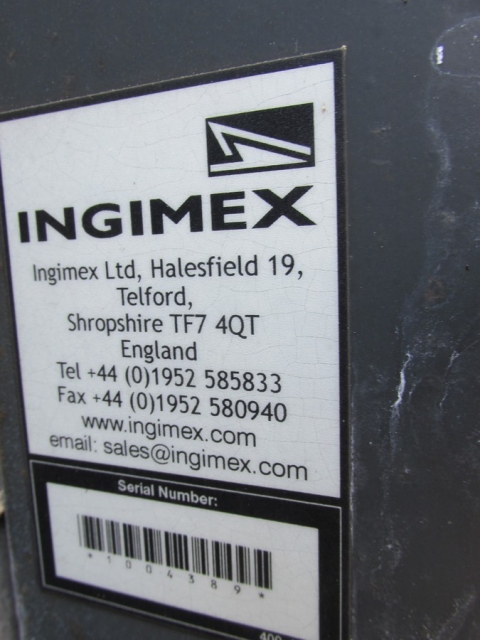 INGIMEX
Ingimex Ltd, Halesfield 19,
Telford,
Shropshire TF7 4QT
England
Tel +44 (0)1952 585833
Fax +44 (0)1952 580940
www.ingimex.com
email: sales@ingimex.com
Serial Number:
*1004389*